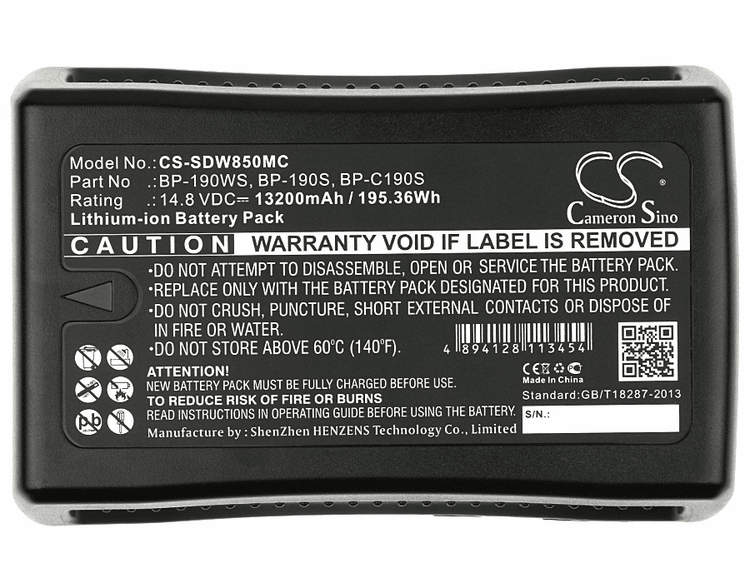 Model No.: CS-SDW850MC
Part No .: BP-190WS, BP-190S, BP-C190S
Rating .: 14.8 VDC⎓ 13200mAh / 195.36Wh
Lithium-ion Battery Pack
CS
Cameron Sino
CAUTION WARRANTY VOID IF LABEL IS REMOVED
•DO NOT ATTEMPT TO DISASSEMBLE, OPEN OR SERVICE THE BATTERY PACK.
•REPLACE ONLY WITH THE BATTERY PACK DESIGNATED FOR THIS PRODUCT.
•DO NOT CRUSH, PUNCTURE, SHORT EXTERNAL CONTACTS OR DISPOSE OF
IN FIRE OR WATER.
•DO NOT STORE ABOVE 60°C (140°F).
4 894128 113454
ATTENTION!
NEW BATTERY PACK MUST BE FULLY CHARGED BEFORE USE.
TO REDUCE RISK OF FIRE OR BURNS
READ INSTRUCTIONS IN OPERATING GUIDE BEFORE USING THE BATTERY.
Manufacture by : ShenZhen HENZENS Technology Co., Limited
Pb
CE
Made In China
Standard:GB/T18287-2013
S/N.: